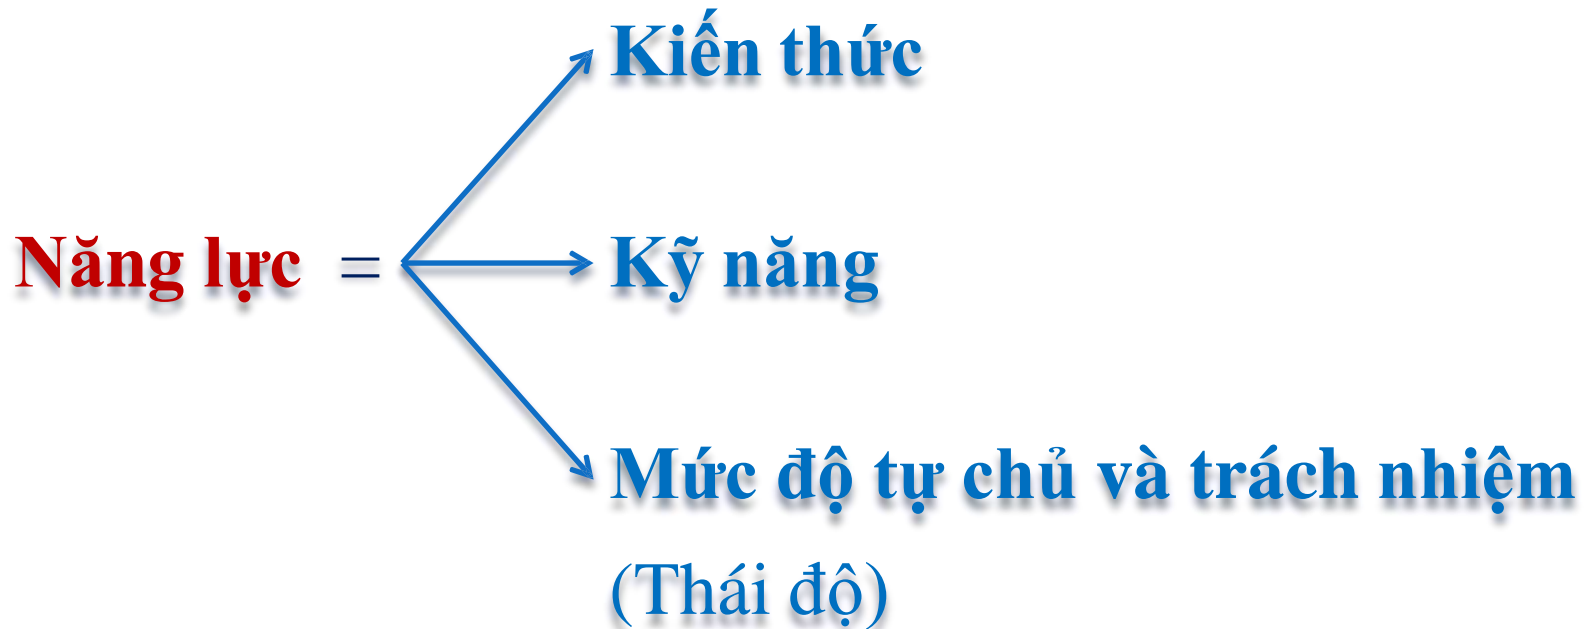 Kiến thức
Năng lực = Kỹ năng
Mức độ tự chủ và trách nhiệm
(Thái độ)